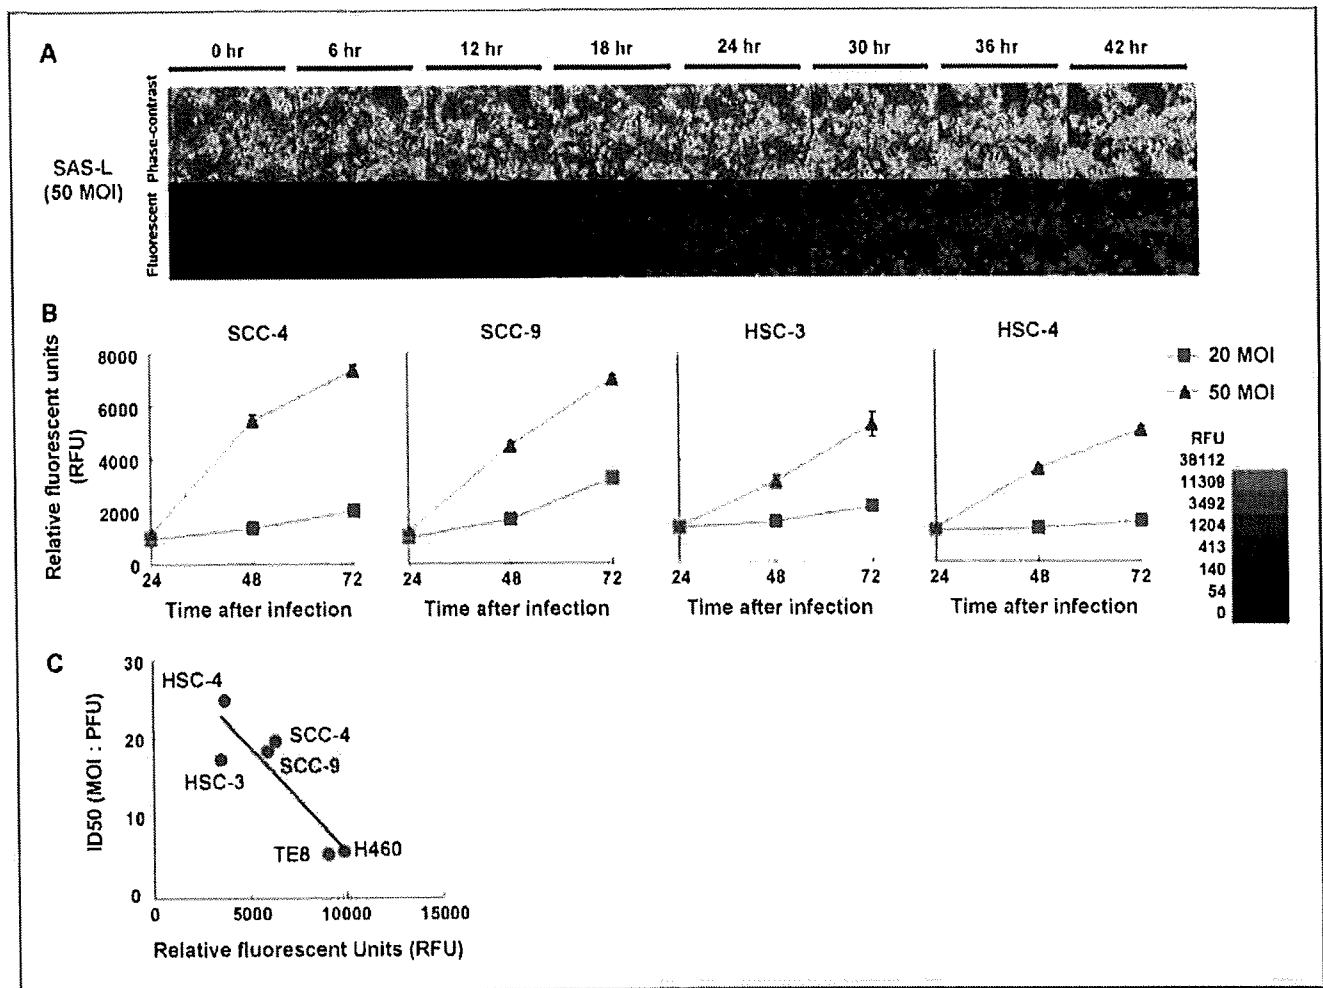 A
0 hr 6 hr 12 hr 18 hr 24 hr 30 hr 36 hr 42 hr
SAS-L
(50 MOI)
Phase-contrast
Fluorescent
B
Relative fluorescent units
(RFU)
SCC-4 SCC-9 HSC-3 HSC-4
8000
6000
4000
2000
0
24 48 72 24 48 72 24 48 72 24 48 72
Time after infection Time after infection Time after infection Time after infection
20 MOI
50 MOI
RFU
38112
11309
3492
1204
413
140
54
0
C
ID50 (MOI : PFU)
30
20
10
0
HSC-4
SCC-4
SCC-9
HSC-3
TE8 H460
0 5000 10000 15000
Relative fluorescent Units (RFU)